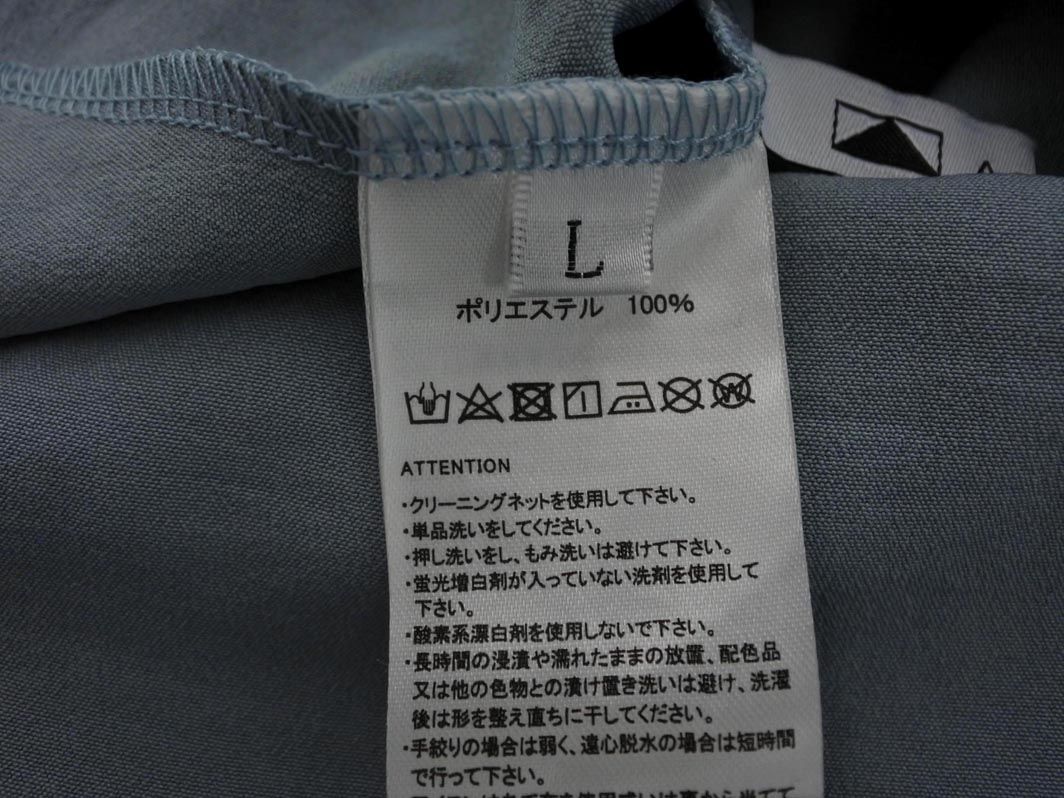 L
ポリエステル 100%
W
ATTENTION
・クリーニングネットを使用して下さい。
・単品洗いをしてください。
・押し洗いをし、もみ洗いは避けて下さい。
・蛍光増白剤が入っていない洗剤を使用して
下さい。
・酸素系漂白剤を使用しないで下さい。
・長時間の浸漬や濡れたままの放置、配色品
又は他の色物との漬け置き洗いは避け、洗濯
後は形を整え直ちに干してください。
・手絞りの場合は弱く、遠心脱水の場合は短時間
で行って下さい。